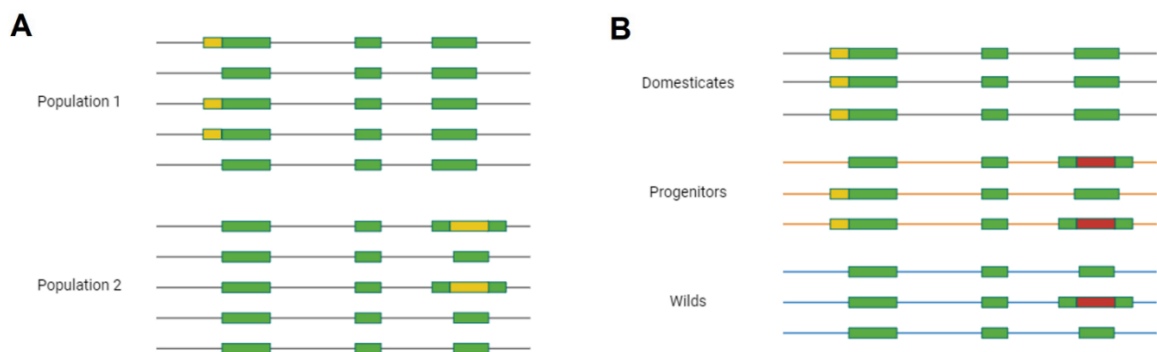 A
Population 1
Population 2
B
Domesticates
Progenitors
Wilds